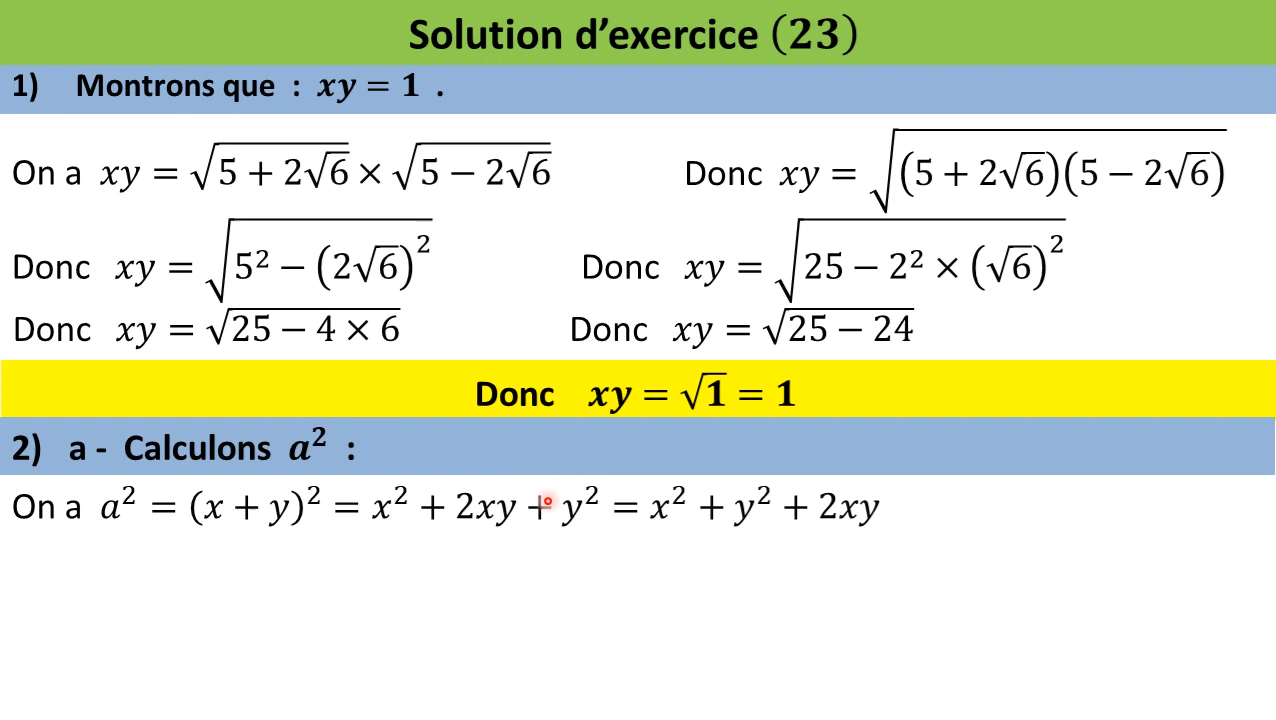 Solution d’exercice (23)
1) Montrons que : xy = 1 .
On a xy = √(5 + 2√6) × √(5 − 2√6) Donc xy = √((5 + 2√6)(5 − 2√6))
Donc xy = √(5² − (2√6)²) Donc xy = √(25 − 2² × (√6)²)
Donc xy = √(25 − 4 × 6) Donc xy = √(25 − 24)
Donc xy = √1 = 1
2) a - Calculons a² :
On a a² = (x + y)² = x² + 2xy + y² = x² + y² + 2xy